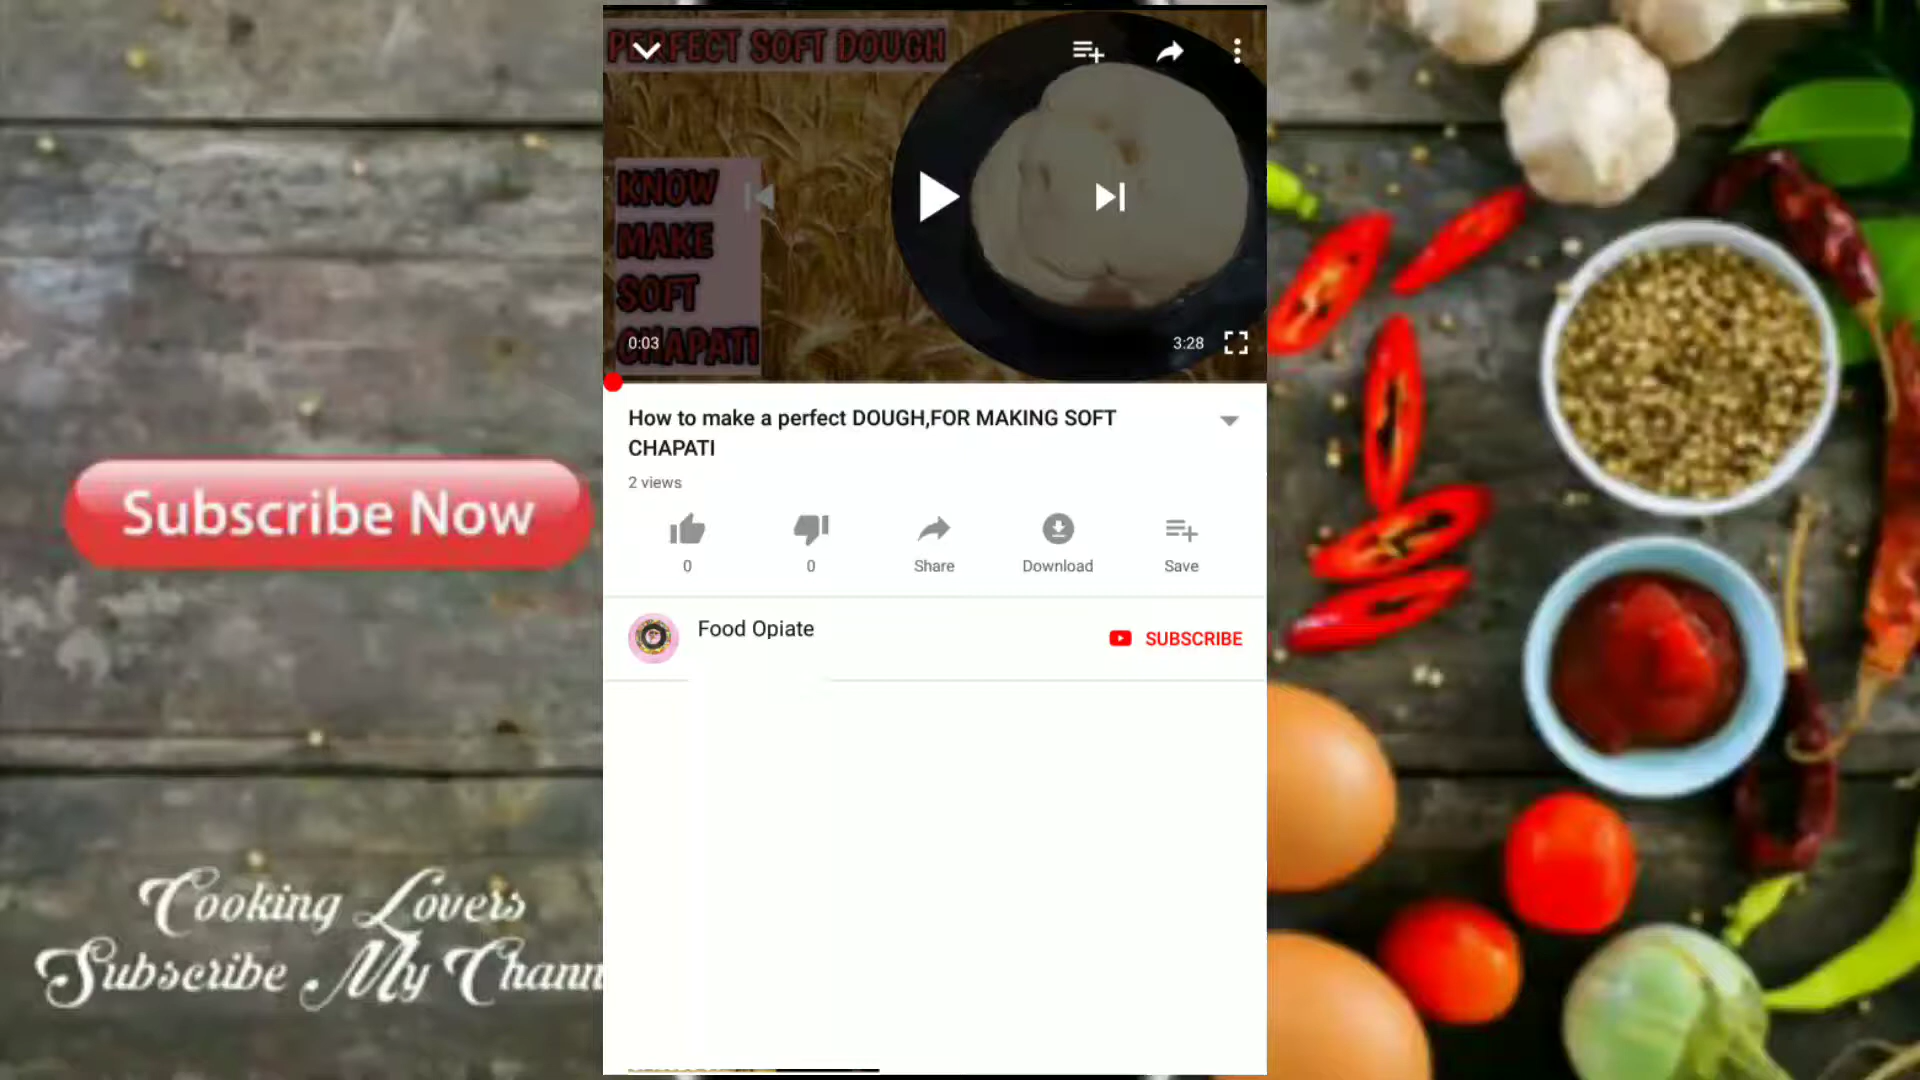 PERFECT SOFT DOUGH
KNOW
MAKE
SOFT
CHAPATI
0:03
3:28
How to make a perfect DOUGH,FOR MAKING SOFT
CHAPATI
2 views
0
0
Share
Download
Save
Food Opiate
SUBSCRIBE
Subscribe Now
Cooking Lovers
Subscribe My Chann